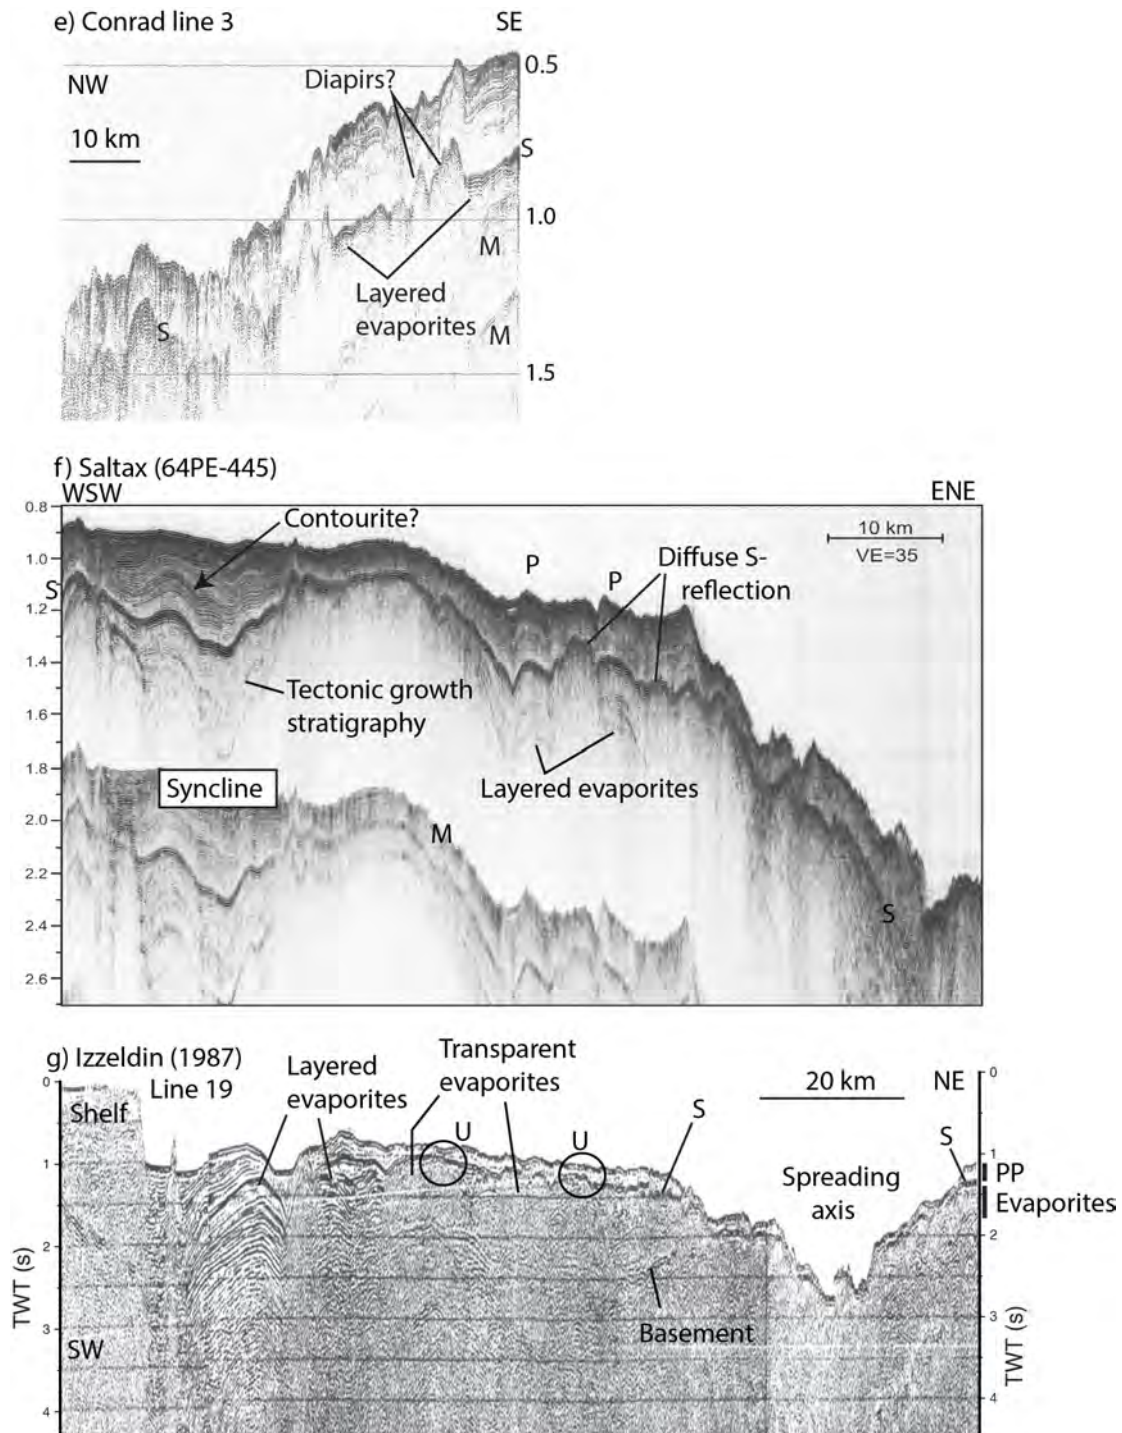 e) Conrad line 3
SE
NW
Diapirs?
0.5
10 km
S
1.0
M
Layered
evaporites
S
M
1.5
f) Saltax (64PE-445)
WSW
ENE
0.8
Contourite?
10 km
VE=35
1.0
P
P
Diffuse S-
reflection
S
1.2
1.4
Tectonic growth
stratigraphy
1.6
Layered evaporites
1.8
Syncline
2.0
M
2.2
S
2.4
2.6
g) Izzeldin (1987)
Line 19
Layered
evaporites
Transparent
evaporites
20 km
NE
0
0
Shelf
U
U
S
S
1
1
PP
Evaporites
Spreading
axis
2
2
TWT (s)
TWT (s)
Basement
3
3
SW
4
4